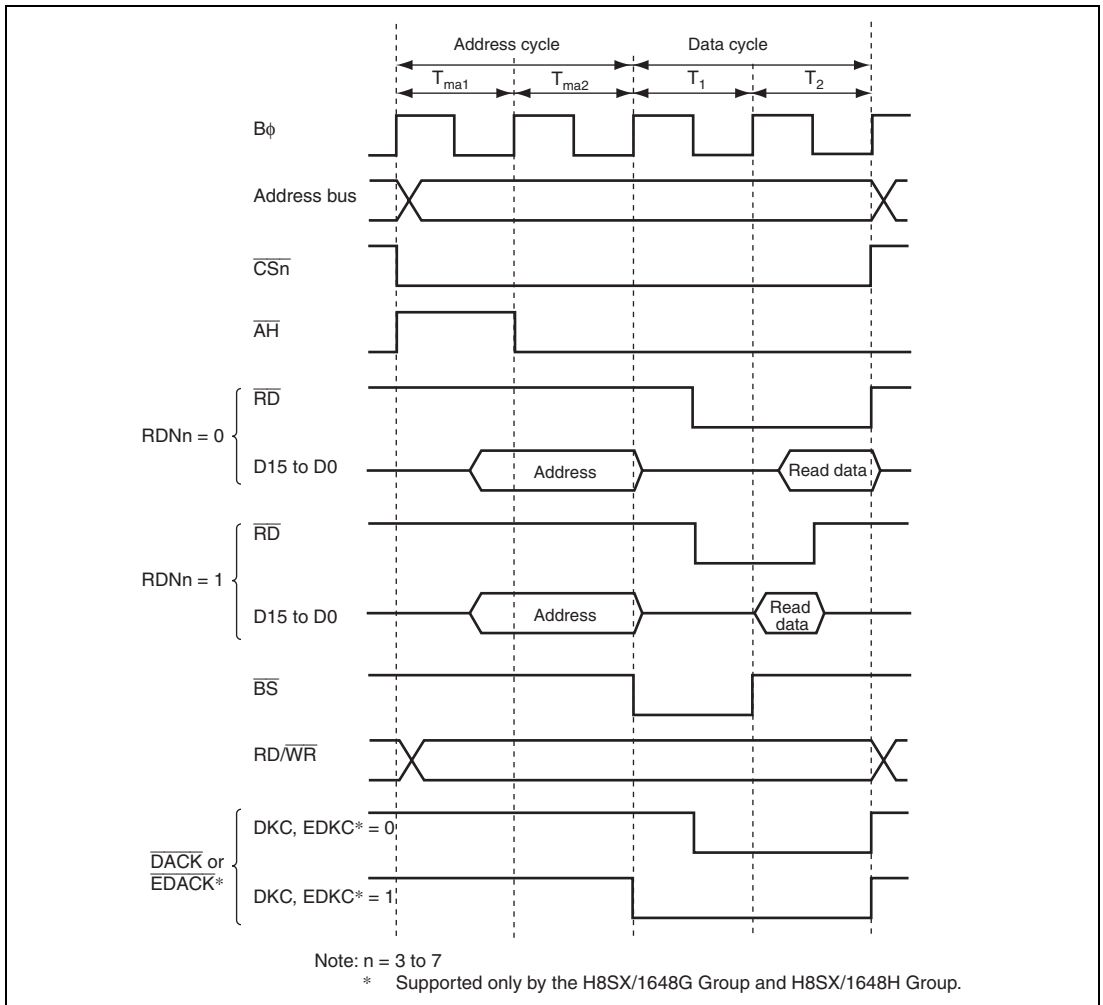 Address cycle Data cycle
Tma1 Tma2 T1 T2
Bϕ
Address bus
CSn
AH
RD
RDNn = 0
D15 to D0 Address Read data
RD
RDNn = 1
D15 to D0 Address Read data
BS
RD/WR
DKC, EDKC* = 0
DACK or
EDACK*
DKC, EDKC* = 1
Note: n = 3 to 7
* Supported only by the H8SX/1648G Group and H8SX/1648H Group.